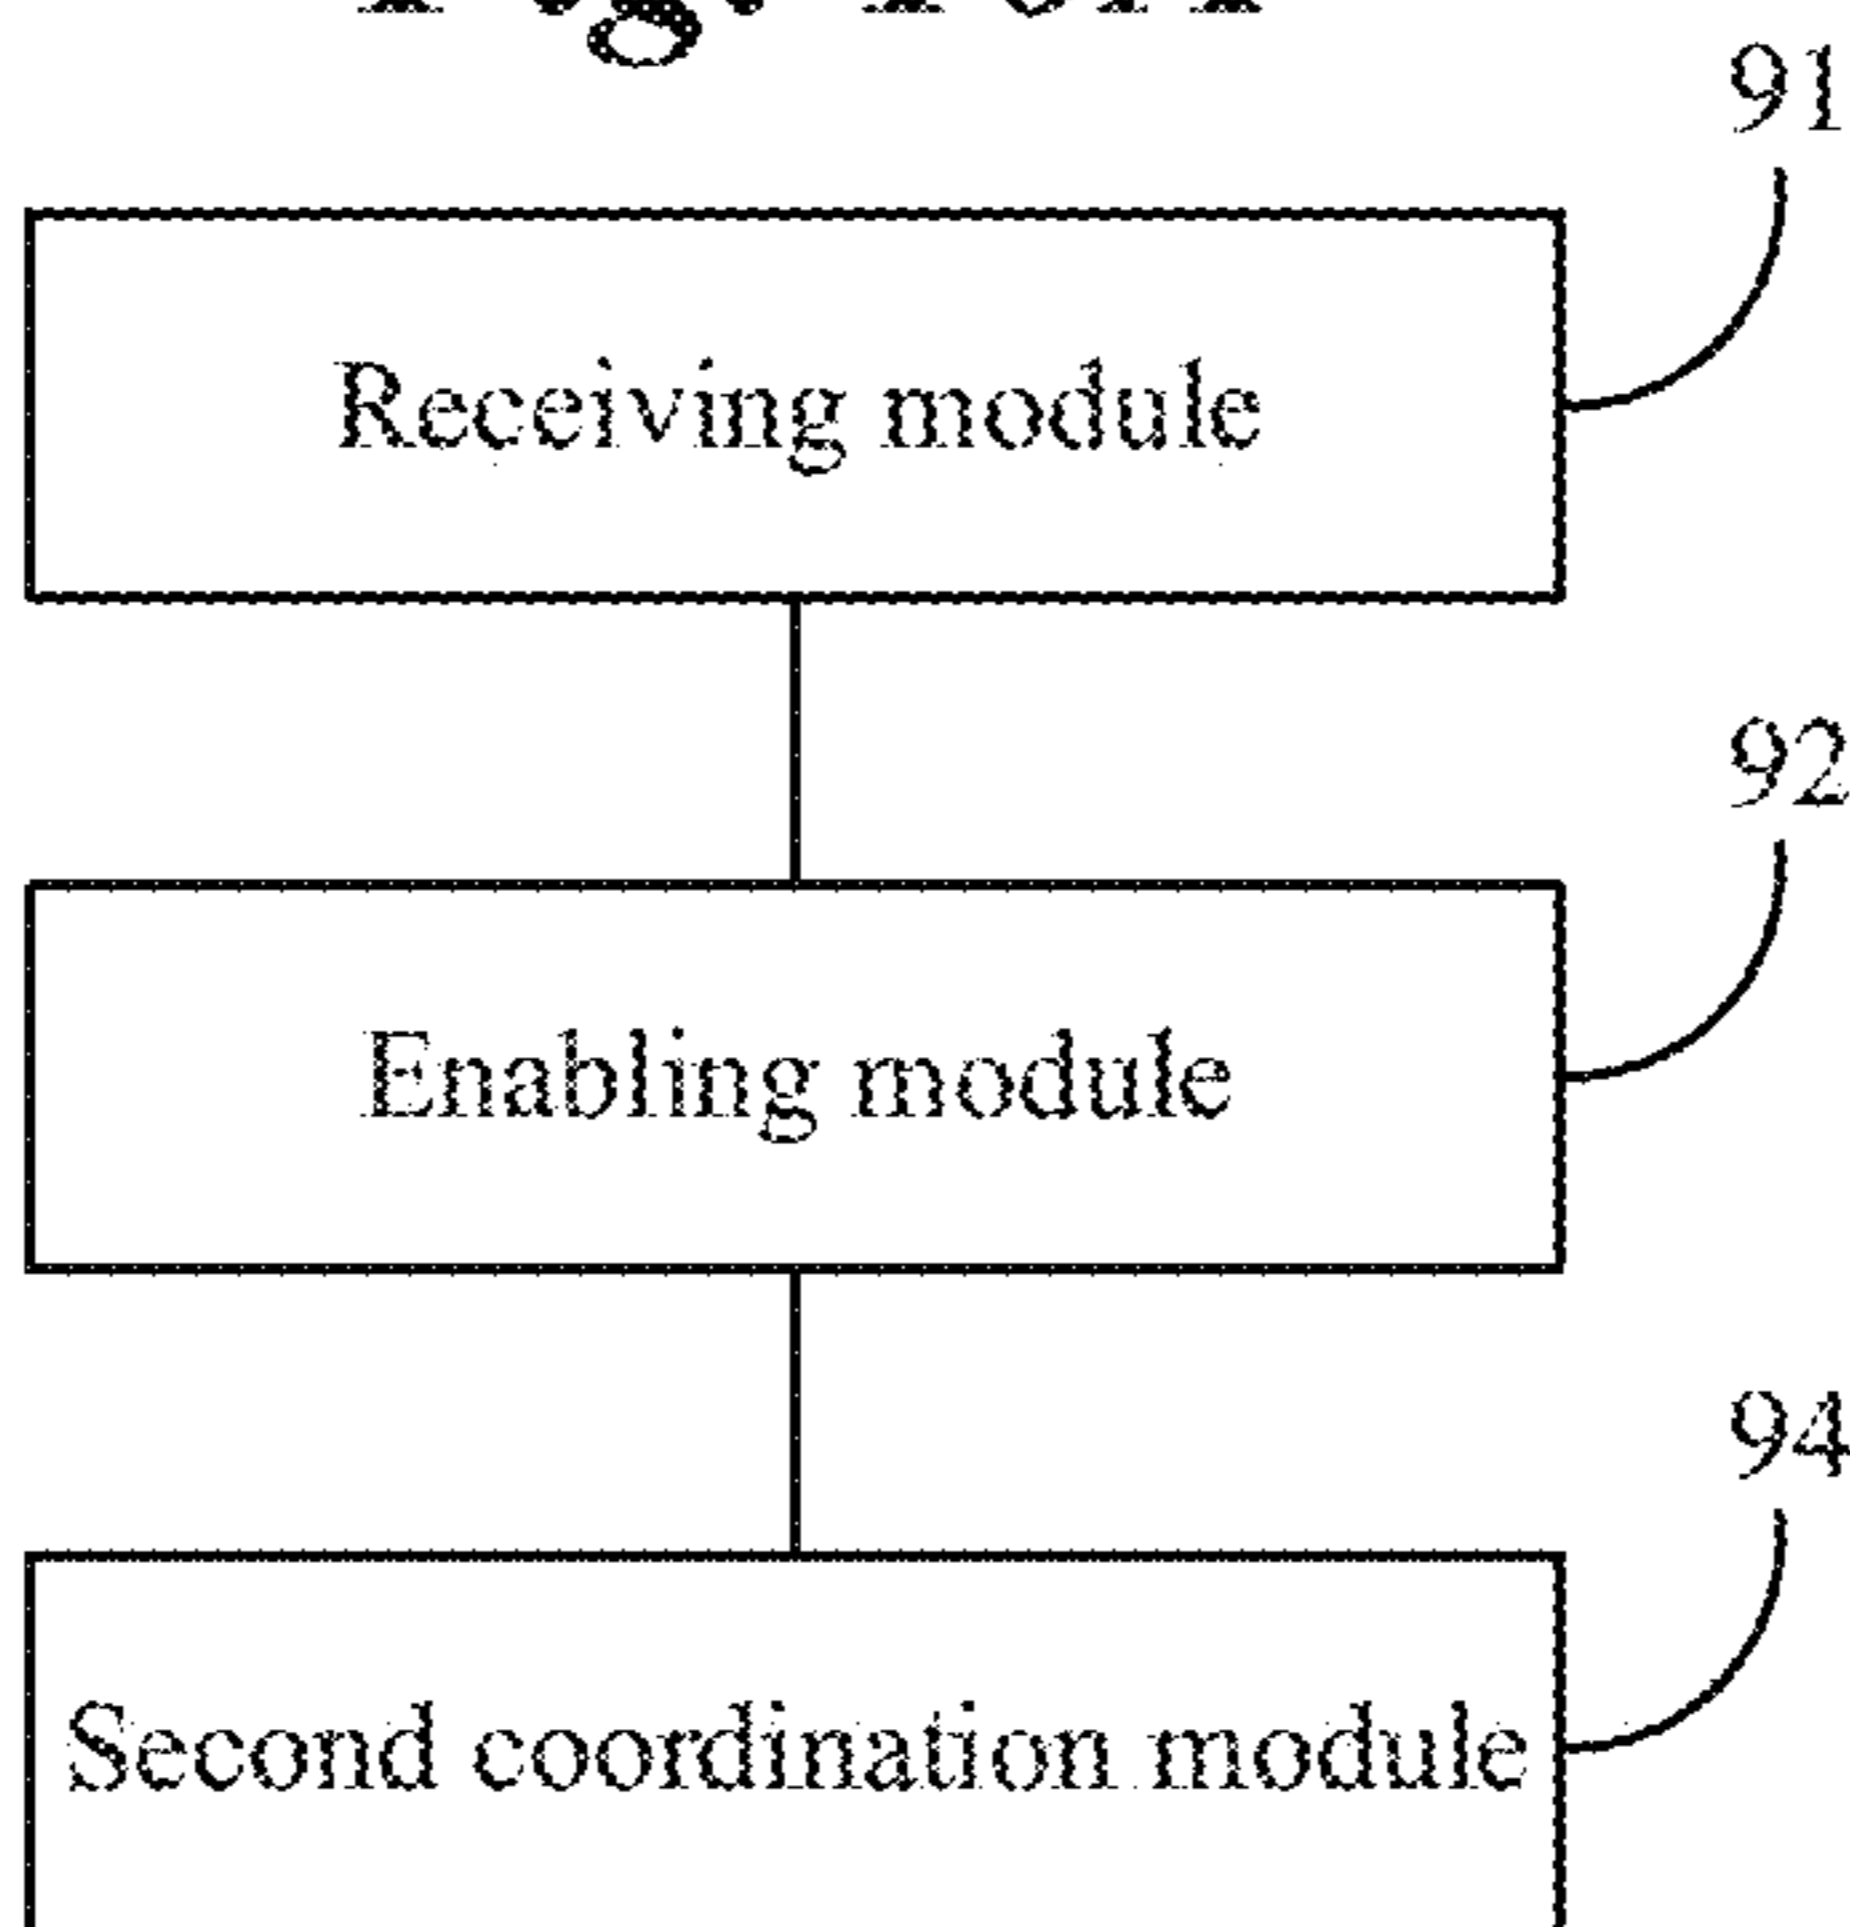 91
Receiving module
92
Enabling module
94
Second coordination module